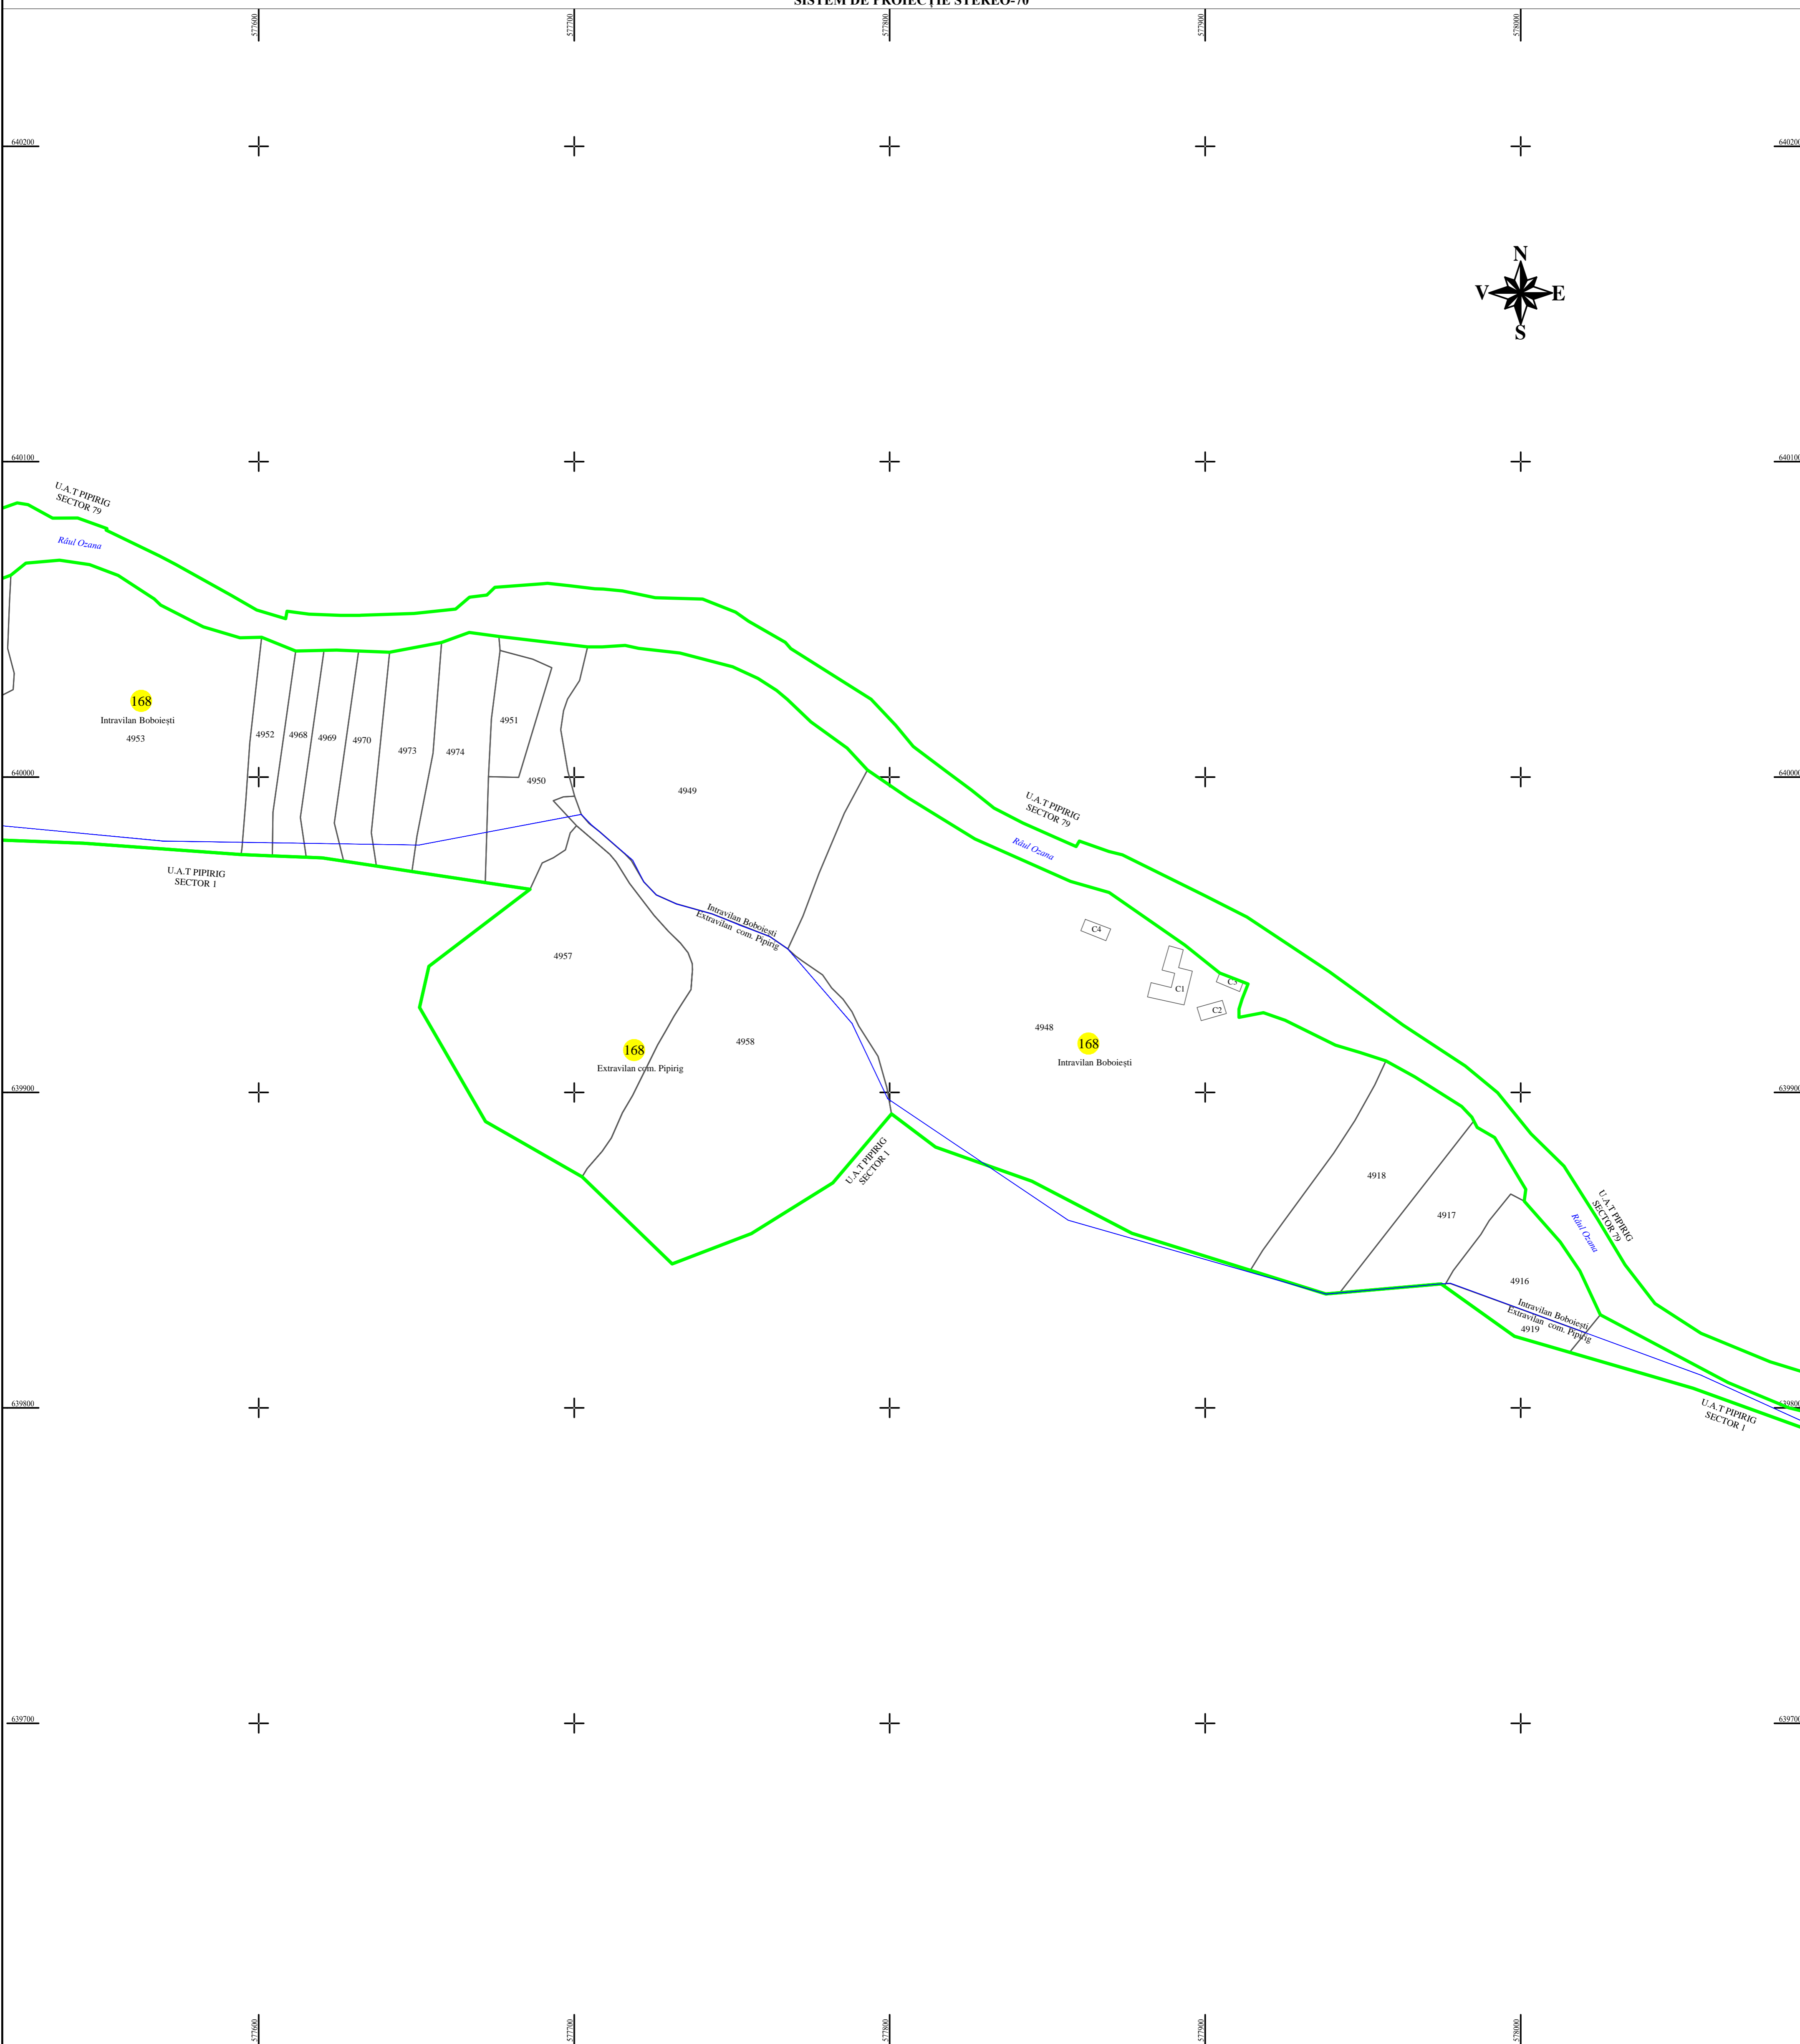 SISTEM DE PROIECȚIE STEREO-70
577600
577700
577800
577900
578000
640200
640200
N
V
E
S
640100
640100
U.A.T PIPIRIG
SECTOR 79
Râul Ozana
168
Intravilan Boboiești
4953
4952
4968
4969
4970
4973
4974
4951
4950
4949
640000
640000
U.A.T PIPIRIG
SECTOR 79
Râul Ozana
U.A.T PIPIRIG
SECTOR 1
Intravilan Boboiești
Extravilan com. Pipirig
C4
C1
C3
C2
4957
4958
4948
168
Intravilan Boboiești
168
Extravilan com. Pipirig
639900
639900
U.A.T PIPIRIG
SECTOR 1
4918
4917
U.A.T PIPIRIG
SECTOR 79
Râul Ozana
4916
Intravilan Boboiești
Extravilan com. Pipirig
4919
639800
639800
U.A.T PIPIRIG
SECTOR 1
639700
639700
577600
577700
577800
577900
578000